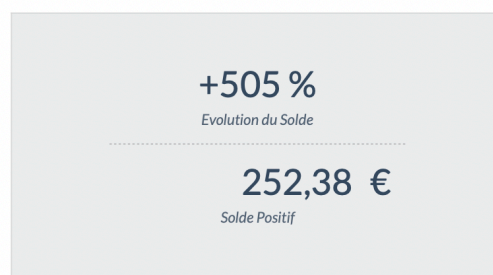 +505 %
Evolution du Solde
252,38 €
Solde Positif